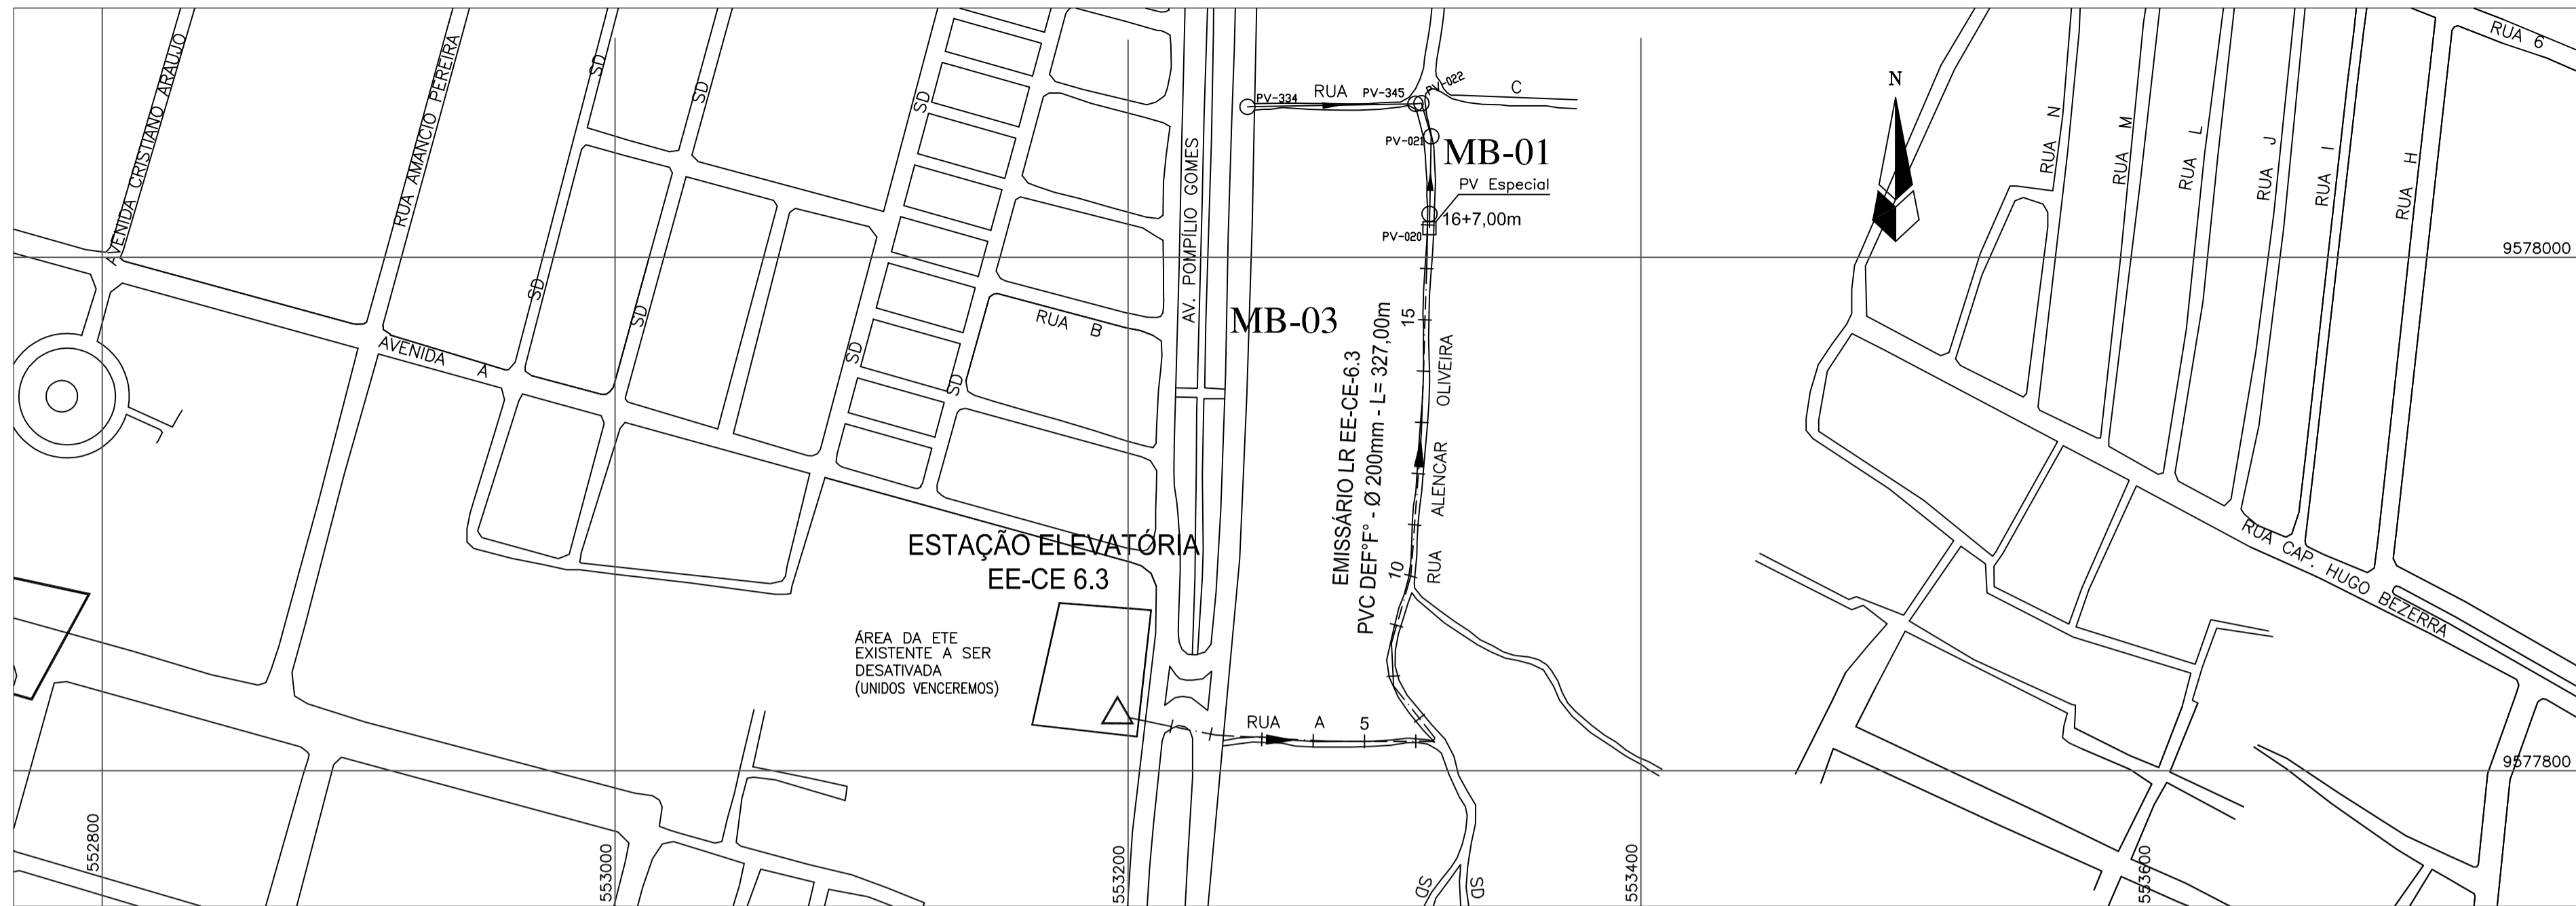 AVENIDA CRISTIANO ARAUJO
RUA AMANCIO PEREIRA
SD
SD
SD
SD
SD
SD
SD
AVENIDA A
RUA B
AV. POMPÍLIO GOMES
PV-334
RUA
PV-345
PV-022
C
PV-021
MB-01
PV Especial
16+7,00m
PV-020
MB-03
15
EMISSÁRIO LR EE-CE-6.3
PVC DEF°F° - Ø 200mm - L= 327,00m
10
RUA ALENCAR OLIVEIRA
ESTAÇÃO ELEVATÓRIA
EE-CE 6.3
ÁREA DA ETE
EXISTENTE A SER
DESATIVADA
(UNIDOS VENCEREMOS)
RUA A 5
SD
SD
N
RUA N
RUA M
RUA L
RUA J
RUA I
RUA H
RUA 6
RUA CAP. HUGO BEZERRA
9578000
9577800
552800
553000
553200
553400
553600